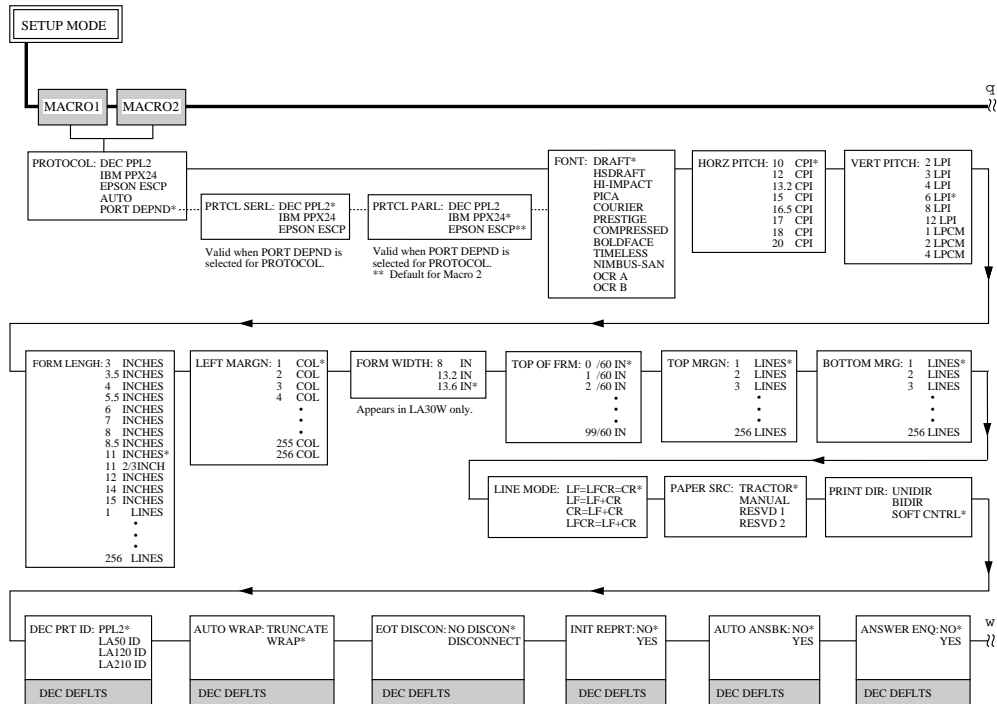 SETUP MODE
q
MACRO1 MACRO2
PROTOCOL: DEC PPL2
IBM PPX24
EPSON ESCP
AUTO
PORT DEPND*
PRTCL SERL: DEC PPL2*
IBM PPX24
EPSON ESCP
Valid when PORT DEPND is
selected for PROTOCOL.
PRTCL PARL: DEC PPL2
IBM PPX24*
EPSON ESCP**
Valid when PORT DEPND is
selected for PROTOCOL.
** Default for Macro 2
FONT: DRAFT*
HSDRAFT
HI-IMPACT
PICA
COURIER
PRESTIGE
COMPRESSED
BOLDFACE
TIMELESS
NIMBUS-SAN
OCR A
OCR B
HORZ PITCH: 10 CPI*
12 CPI
13.2 CPI
15 CPI
16.5 CPI
17 CPI
18 CPI
20 CPI
VERT PITCH: 2 LPI
3 LPI
4 LPI
6 LPI*
8 LPI
12 LPI
1 LPCM
2 LPCM
4 LPCM
FORM LENGH: 3 INCHES
3.5 INCHES
4 INCHES
5.5 INCHES
6 INCHES
7 INCHES
8 INCHES
8.5 INCHES
11 INCHES*
11 2/3INCH
12 INCHES
14 INCHES
15 INCHES
1 LINES
•
•
•
256 LINES
LEFT MARGN: 1 COL*
2 COL
3 COL
4 COL
•
•
•
255 COL
256 COL
FORM WIDTH: 8 IN
13.2 IN
13.6 IN*
Appears in LA30W only.
TOP OF FRM: 0 /60 IN*
1 /60 IN
2 /60 IN
•
•
•
99/60 IN
TOP MRGN: 1 LINES*
2 LINES
3 LINES
•
•
•
256 LINES
BOTTOM MRG: 1 LINES*
2 LINES
3 LINES
•
•
•
256 LINES
LINE MODE: LF=LFCR=CR*
LF=LF+CR
CR=LF+CR
LFCR=LF+CR
PAPER SRC: TRACTOR*
MANUAL
RESVD 1
RESVD 2
PRINT DIR: UNIDIR
BIDIR
SOFT CNTRL*
DEC PRT ID: PPL2*
LA50 ID
LA120 ID
LA210 ID
DEC DEFLTS
AUTO WRAP: TRUNCATE
WRAP*
DEC DEFLTS
EOT DISCON: NO DISCON*
DISCONNECT
DEC DEFLTS
INIT REPRT: NO*
YES
DEC DEFLTS
AUTO ANSBK: NO*
YES
DEC DEFLTS
ANSWER ENQ: NO*
YES
DEC DEFLTS
w